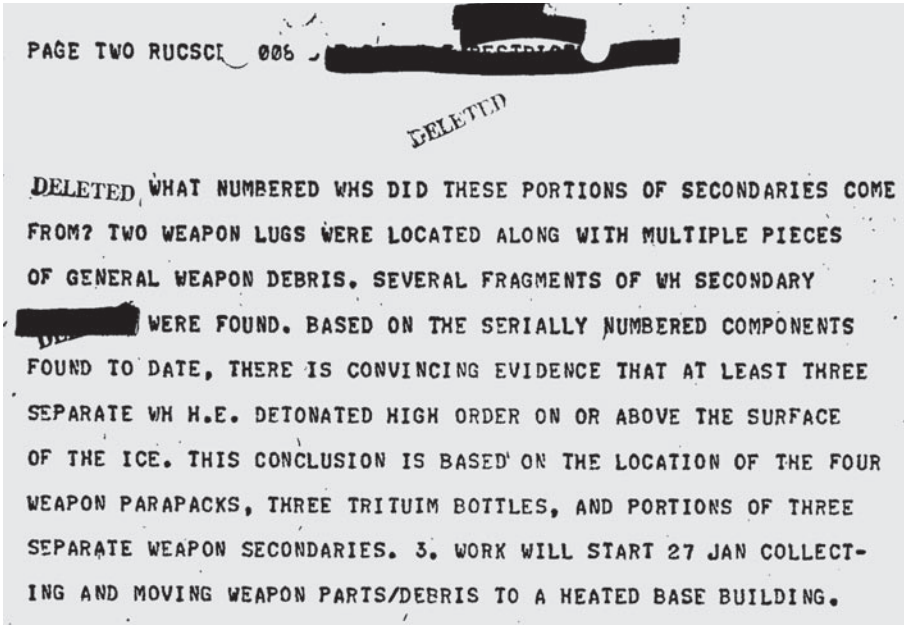 PAGE TWO RUCSCL 006
DELETED
DELETED WHAT NUMBERED WHS DID THESE PORTIONS OF SECONDARIES COME
FROM? TWO WEAPON LUGS WERE LOCATED ALONG WITH MULTIPLE PIECES
OF GENERAL WEAPON DEBRIS. SEVERAL FRAGMENTS OF WH SECONDARY
WERE FOUND. BASED ON THE SERIALLY NUMBERED COMPONENTS
FOUND TO DATE, THERE IS CONVINCING EVIDENCE THAT AT LEAST THREE
SEPARATE WH H.E. DETONATED HIGH ORDER ON OR ABOVE THE SURFACE
OF THE ICE. THIS CONCLUSION IS BASED ON THE LOCATION OF THE FOUR
WEAPON PARAPACKS, THREE TRITUIM BOTTLES, AND PORTIONS OF THREE
SEPARATE WEAPON SECONDARIES. 3. WORK WILL START 27 JAN COLLECT-
ING AND MOVING WEAPON PARTS/DEBRIS TO A HEATED BASE BUILDING.